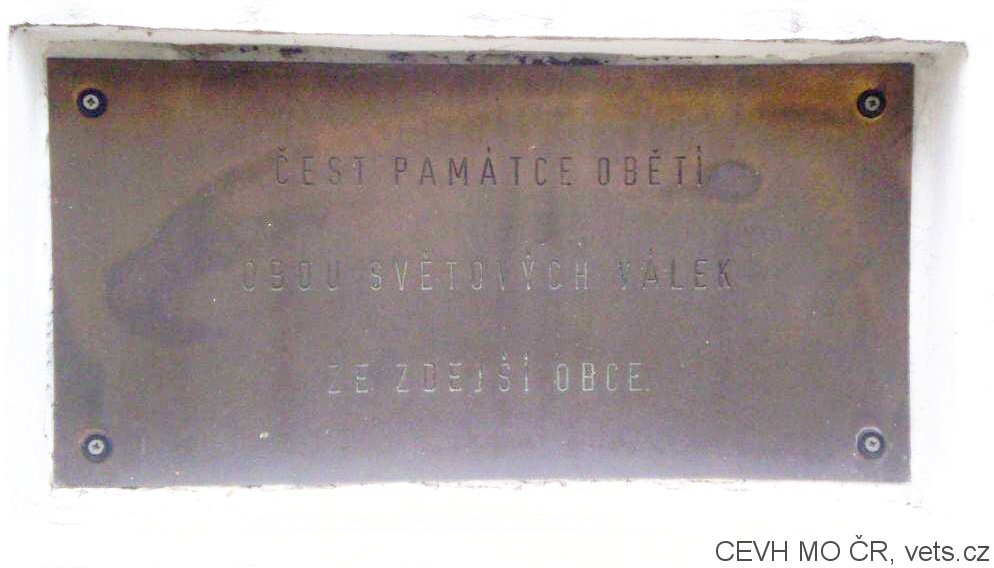 ČEST PAMÁTCE OBĚTÍ
OBOU SVĚTOVÝCH VÁLEK
ZE ZDEJŠÍ OBCE.
CEVH MO ČR, vets.cz